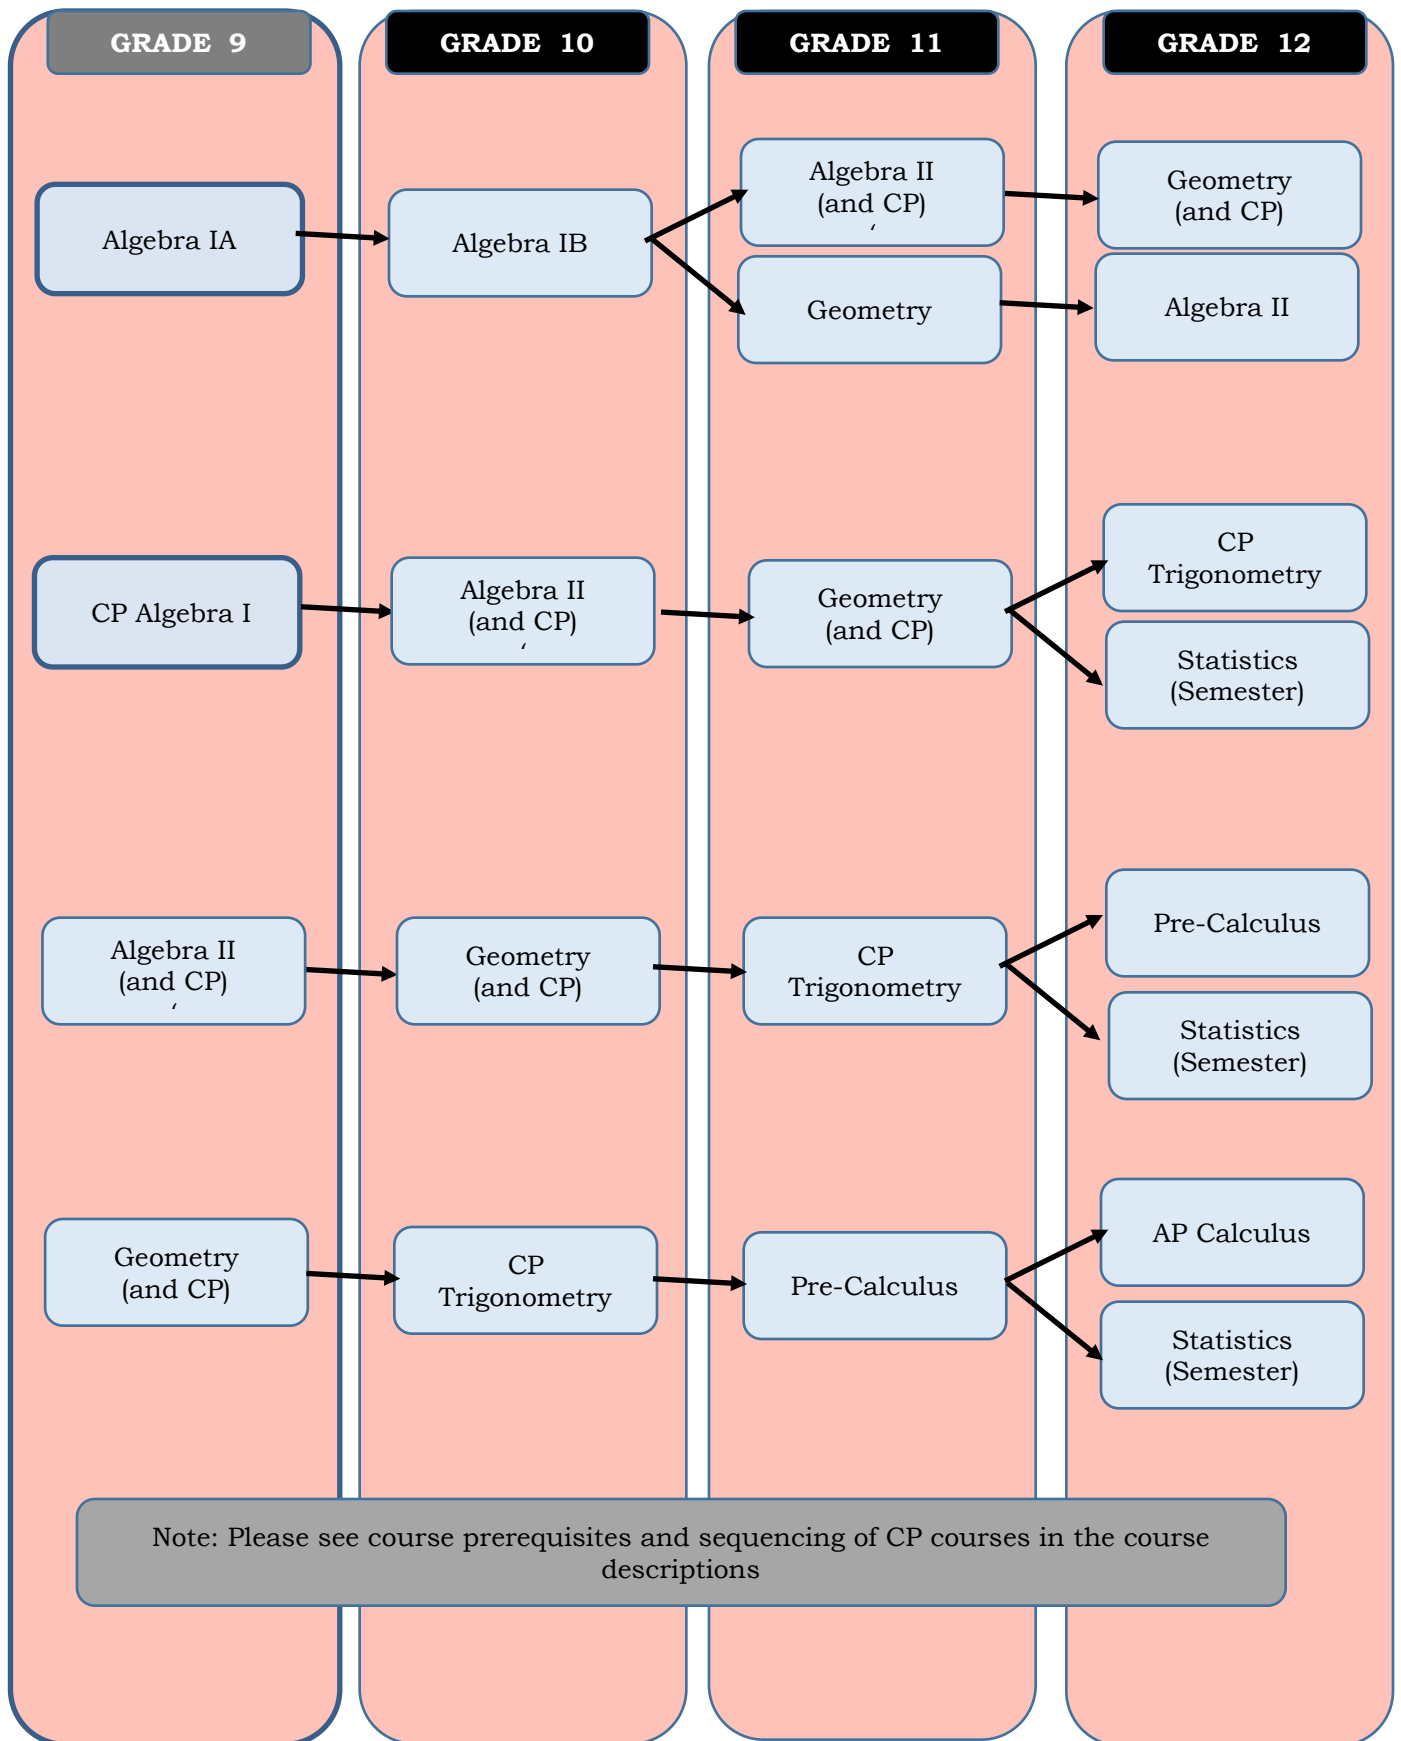 GRADE 9
GRADE 10
GRADE 11
GRADE 12
Algebra IA
Algebra IB
Algebra II
(and CP)
‘
Geometry
Geometry
(and CP)
Algebra II
CP Algebra I
Algebra II
(and CP)
‘
Geometry
(and CP)
CP
Trigonometry
Statistics
(Semester)
Algebra II
(and CP)
‘
Geometry
(and CP)
CP
Trigonometry
Pre-Calculus
Statistics
(Semester)
Geometry
(and CP)
CP
Trigonometry
Pre-Calculus
AP Calculus
Statistics
(Semester)
Note: Please see course prerequisites and sequencing of CP courses in the course
descriptions